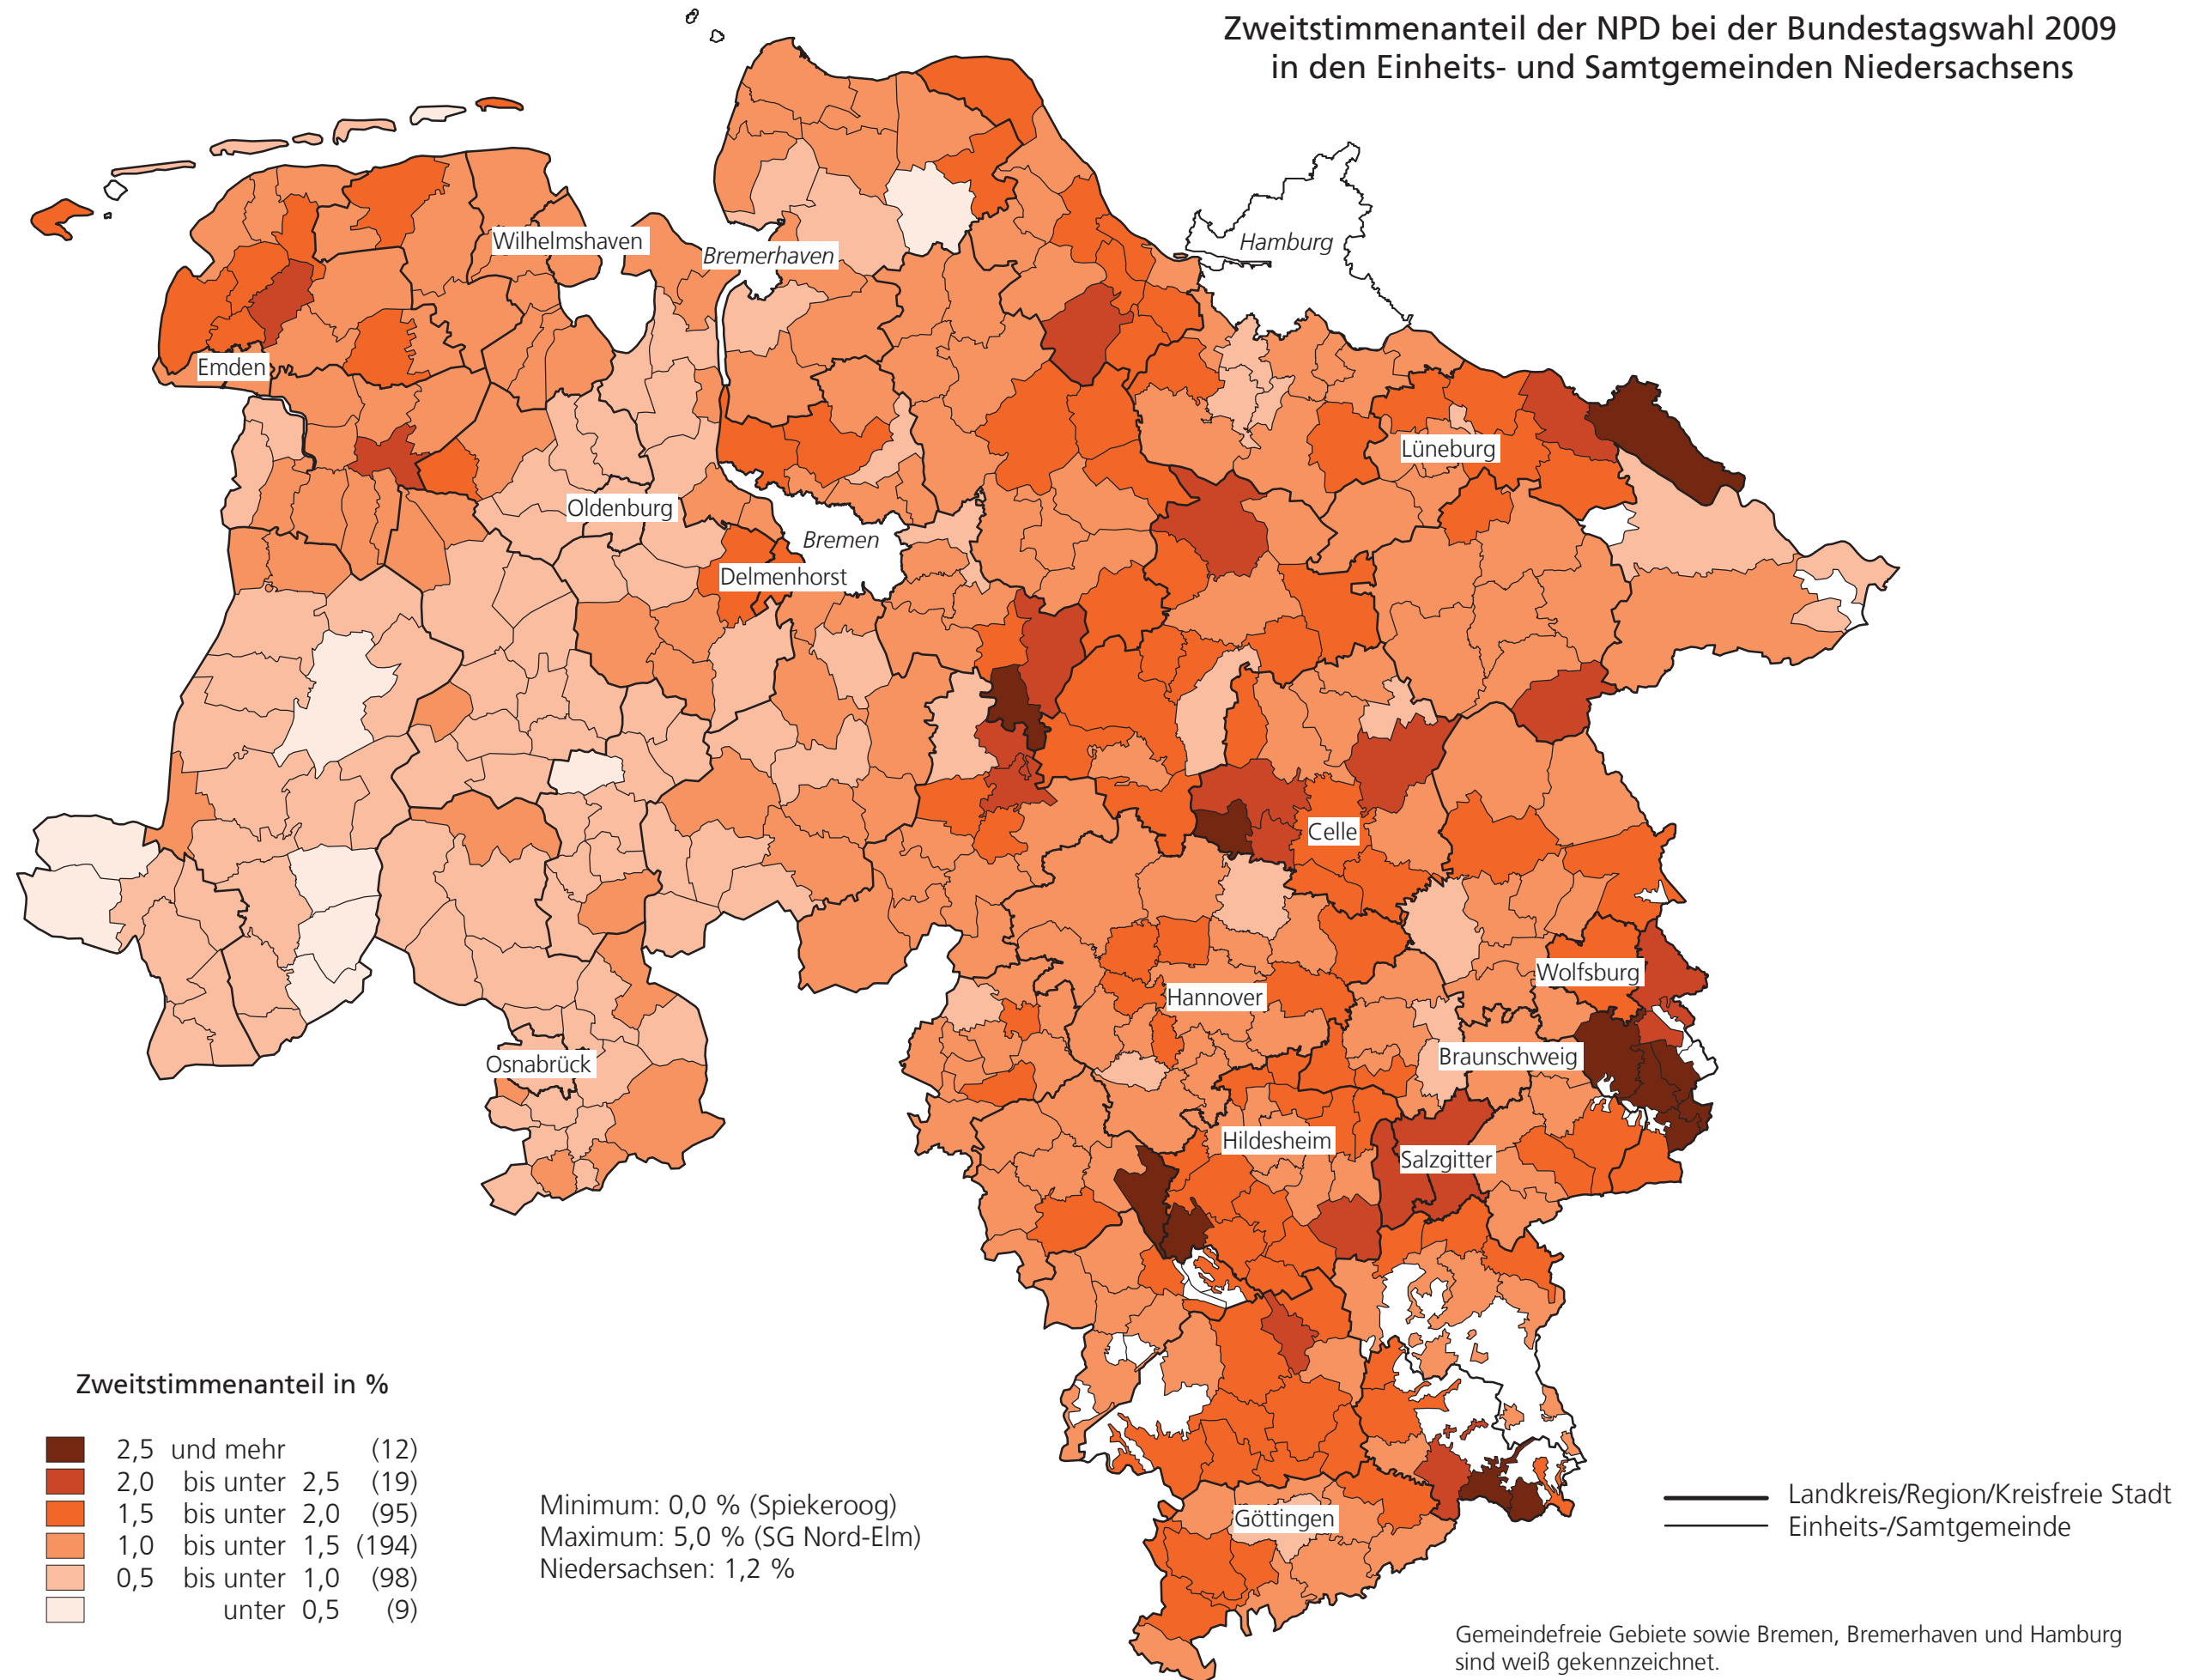 Zweitstimmenanteil der NPD bei der Bundestagswahl 2009
in den Einheits- und Samtgemeinden Niedersachsens
Wilhelmshaven
Bremerhaven
Hamburg
Emden
Lüneburg
Oldenburg
Bremen
Delmenhorst
Celle
Wolfsburg
Hannover
Braunschweig
Osnabrück
Hildesheim
Salzgitter
Göttingen
Zweitstimmenanteil in %
2,5 und mehr (12)
2,0 bis unter 2,5 (19)
1,5 bis unter 2,0 (95)
1,0 bis unter 1,5 (194)
0,5 bis unter 1,0 (98)
unter 0,5 (9)
Minimum: 0,0 % (Spiekeroog)
Maximum: 5,0 % (SG Nord-Elm)
Niedersachsen: 1,2 %
Landkreis/Region/Kreisfreie Stadt
Einheits-/Samtgemeinde
Gemeindefreie Gebiete sowie Bremen, Bremerhaven und Hamburg
sind weiß gekennzeichnet.